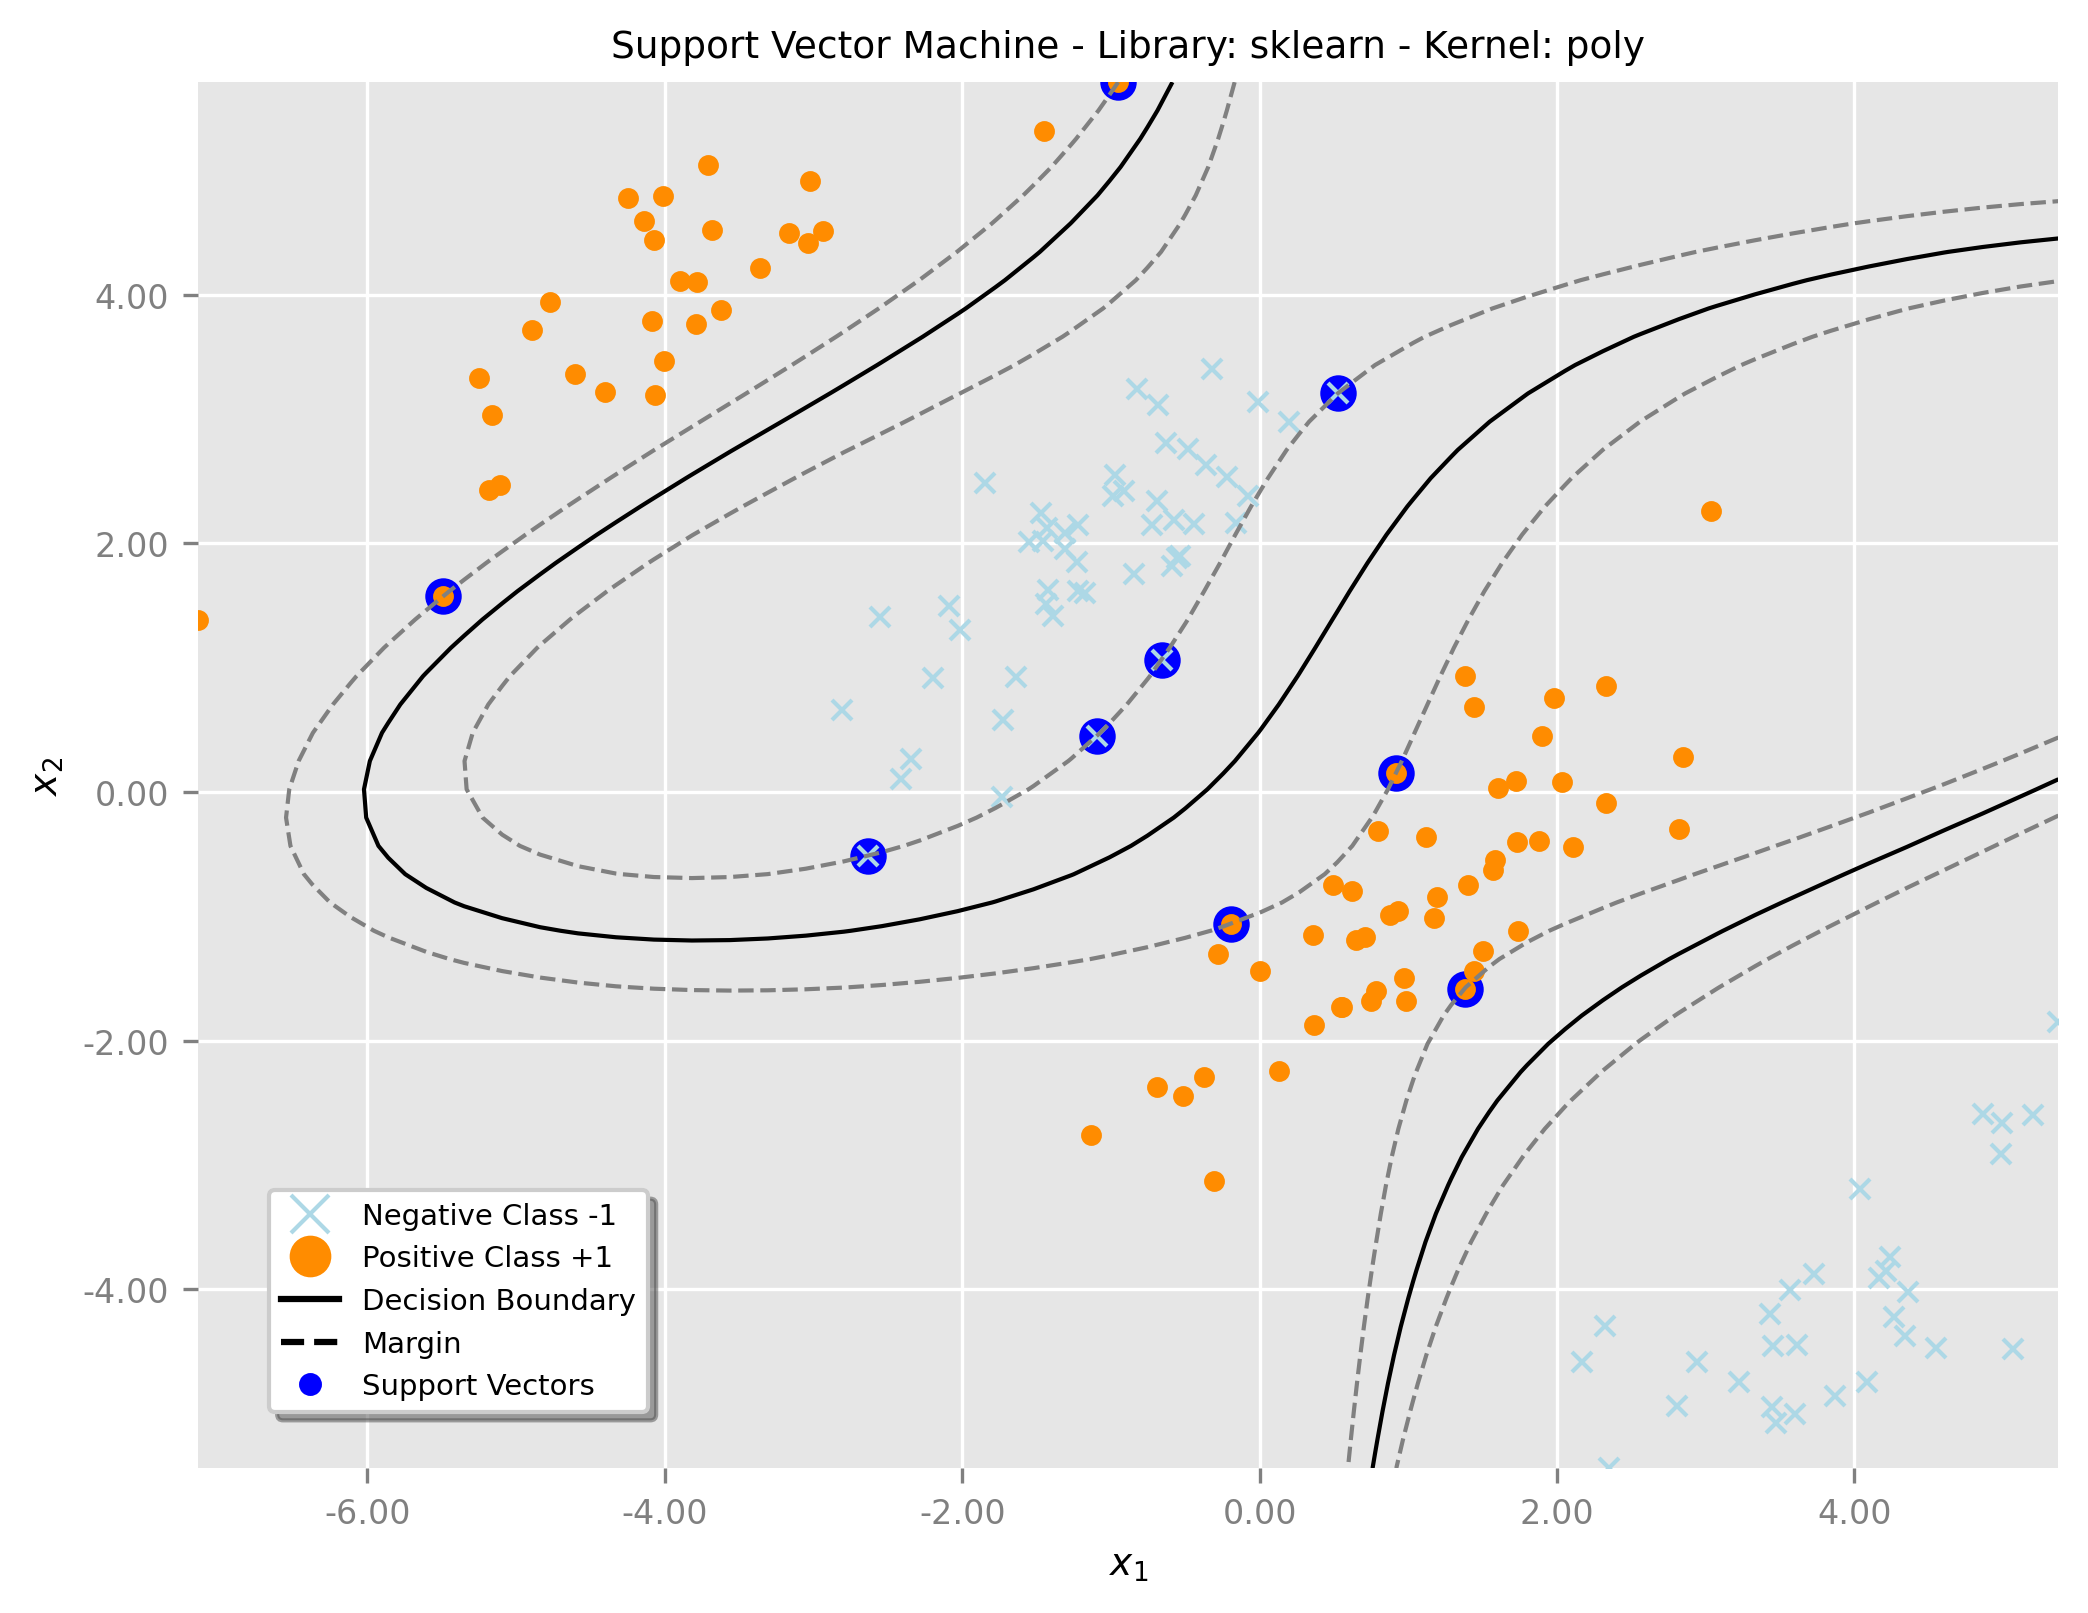 Support Vector Machine - Library: sklearn - Kernel: poly
x₂
4.00
2.00
0.00
-2.00
-4.00
Negative Class -1
Positive Class +1
Decision Boundary
Margin
Support Vectors
-6.00 -4.00 -2.00 0.00 2.00 4.00
x₁